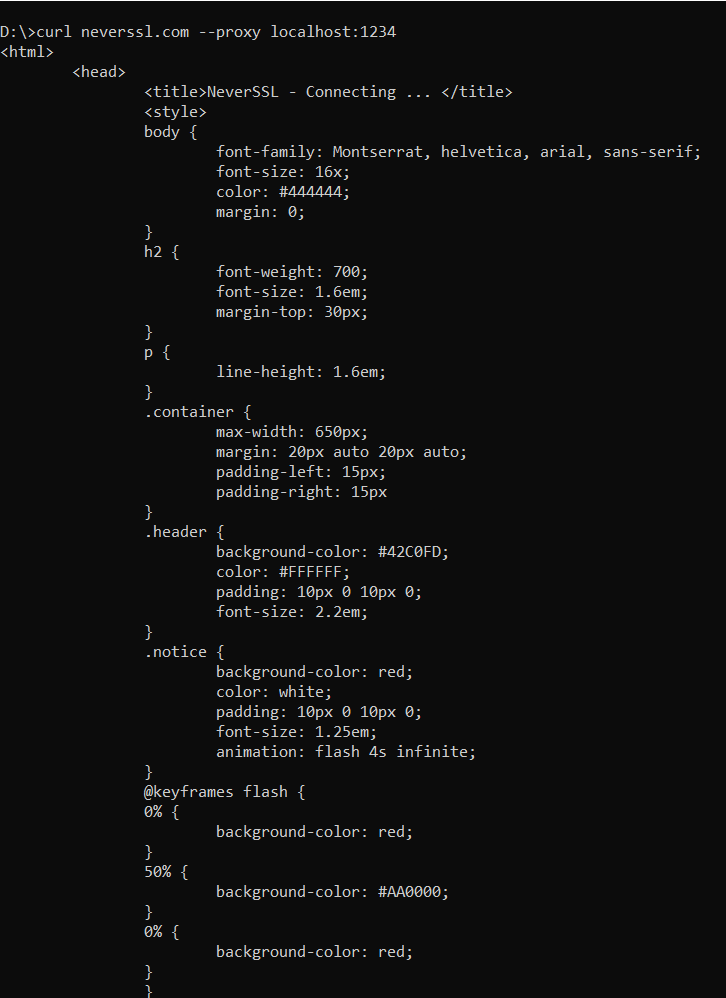 D:\>curl neverssl.com --proxy localhost:1234
<html>
        <head>
                <title>NeverSSL - Connecting ... </title>
                <style>
                body {
                        font-family: Montserrat, helvetica, arial, sans-serif;
                        font-size: 16x;
                        color: #444444;
                        margin: 0;
                }
                h2 {
                        font-weight: 700;
                        font-size: 1.6em;
                        margin-top: 30px;
                }
                p {
                        line-height: 1.6em;
                }
                .container {
                        max-width: 650px;
                        margin: 20px auto 20px auto;
                        padding-left: 15px;
                        padding-right: 15px
                }
                .header {
                        background-color: #42C0FD;
                        color: #FFFFFF;
                        padding: 10px 0 10px 0;
                        font-size: 2.2em;
                }
                .notice {
                        background-color: red;
                        color: white;
                        padding: 10px 0 10px 0;
                        font-size: 1.25em;
                        animation: flash 4s infinite;
                }
                @keyframes flash {
                0% {
                        background-color: red;
                }
                50% {
                        background-color: #AA0000;
                }
                0% {
                        background-color: red;
                }
                }